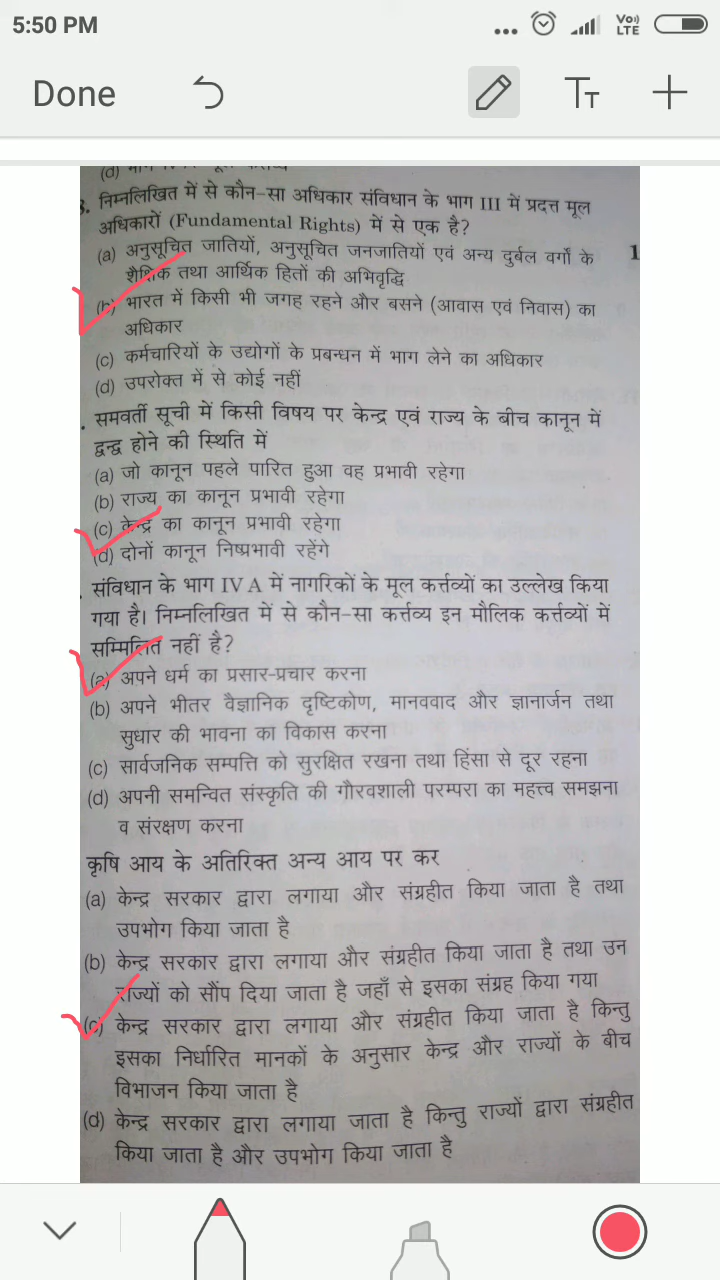 5:50 PM
Vo))
LTE
Done
TT
(d)
3. निम्नलिखित में से कौन-सा अधिकार संविधान के भाग III में प्रदत्त मूल
अधिकारों (Fundamental Rights) में से एक है?
(a) अनुसूचित जातियों, अनुसूचित जनजातियों एवं अन्य दुर्बल वर्गों के
शैक्षिक तथा आर्थिक हितों की अभिवृद्धि
1
(b) भारत में किसी भी जगह रहने और बसने (आवास एवं निवास) का
अधिकार
(c) कर्मचारियों के उद्योगों के प्रबन्धन में भाग लेने का अधिकार
(d) उपरोक्त में से कोई नहीं
. समवर्ती सूची में किसी विषय पर केन्द्र एवं राज्य के बीच कानून में
द्वन्द्व होने की स्थिति में
(a) जो कानून पहले पारित हुआ वह प्रभावी रहेगा
(b) राज्य का कानून प्रभावी रहेगा
(c) केन्द्र का कानून प्रभावी रहेगा
(d) दोनों कानून निष्प्रभावी रहेंगे
. संविधान के भाग IV A में नागरिकों के मूल कर्त्तव्यों का उल्लेख किया
गया है। निम्नलिखित में से कौन-सा कर्त्तव्य इन मौलिक कर्त्तव्यों में
सम्मिलित नहीं है?
(a) अपने धर्म का प्रसार-प्रचार करना
(b) अपने भीतर वैज्ञानिक दृष्टिकोण, मानववाद और ज्ञानार्जन तथा
सुधार की भावना का विकास करना
(c) सार्वजनिक सम्पत्ति को सुरक्षित रखना तथा हिंसा से दूर रहना
(d) अपनी समन्वित संस्कृति की गौरवशाली परम्परा का महत्त्व समझना
व संरक्षण करना
कृषि आय के अतिरिक्त अन्य आय पर कर
(a) केन्द्र सरकार द्वारा लगाया और संग्रहीत किया जाता है तथा
उपभोग किया जाता है
(b) केन्द्र सरकार द्वारा लगाया और संग्रहीत किया जाता है तथा उन
राज्यों को सौंप दिया जाता है जहाँ से इसका संग्रह किया गया
(c) केन्द्र सरकार द्वारा लगाया और संग्रहीत किया जाता है किन्तु
इसका निर्धारित मानकों के अनुसार केन्द्र और राज्यों के बीच
विभाजन किया जाता है
(d) केन्द्र सरकार द्वारा लगाया जाता है किन्तु राज्यों द्वारा संग्रहीत
किया जाता है और उपभोग किया जाता है